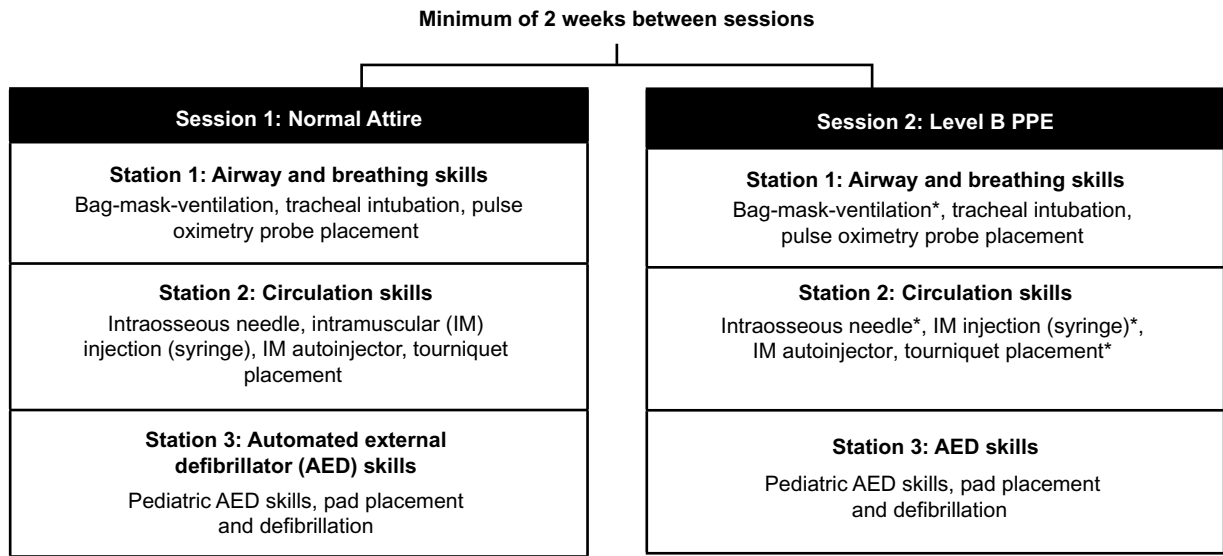 Minimum of 2 weeks between sessions
Session 1: Normal Attire
Station 1: Airway and breathing skills
Bag-mask-ventilation, tracheal intubation, pulse
oximetry probe placement
Station 2: Circulation skills
Intraosseous needle, intramuscular (IM)
injection (syringe), IM autoinjector, tourniquet
placement
Station 3: Automated external
defibrillator (AED) skills
Pediatric AED skills, pad placement
and defibrillation
Session 2: Level B PPE
Station 1: Airway and breathing skills
Bag-mask-ventilation*, tracheal intubation,
pulse oximetry probe placement
Station 2: Circulation skills
Intraosseous needle*, IM injection (syringe)*,
IM autoinjector, tourniquet placement*
Station 3: AED skills
Pediatric AED skills, pad placement
and defibrillation